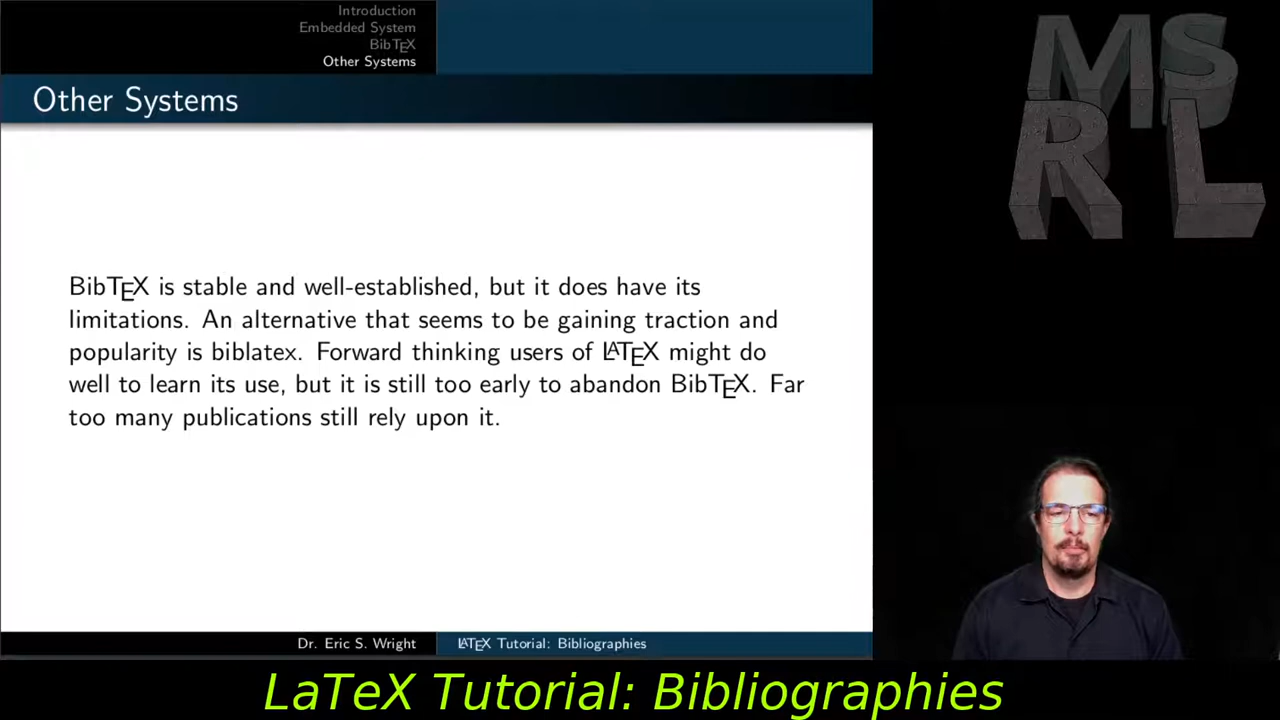 Introduction
Embedded System
BibTEX
Other Systems
MS
RL
Other Systems
BibTEX is stable and well-established, but it does have its
limitations. An alternative that seems to be gaining traction and
popularity is biblatex. Forward thinking users of LATEX might do
well to learn its use, but it is still too early to abandon BibTEX. Far
too many publications still rely upon it.
Dr. Eric S. Wright
LATEX Tutorial: Bibliographies
LaTeX Tutorial: Bibliographies